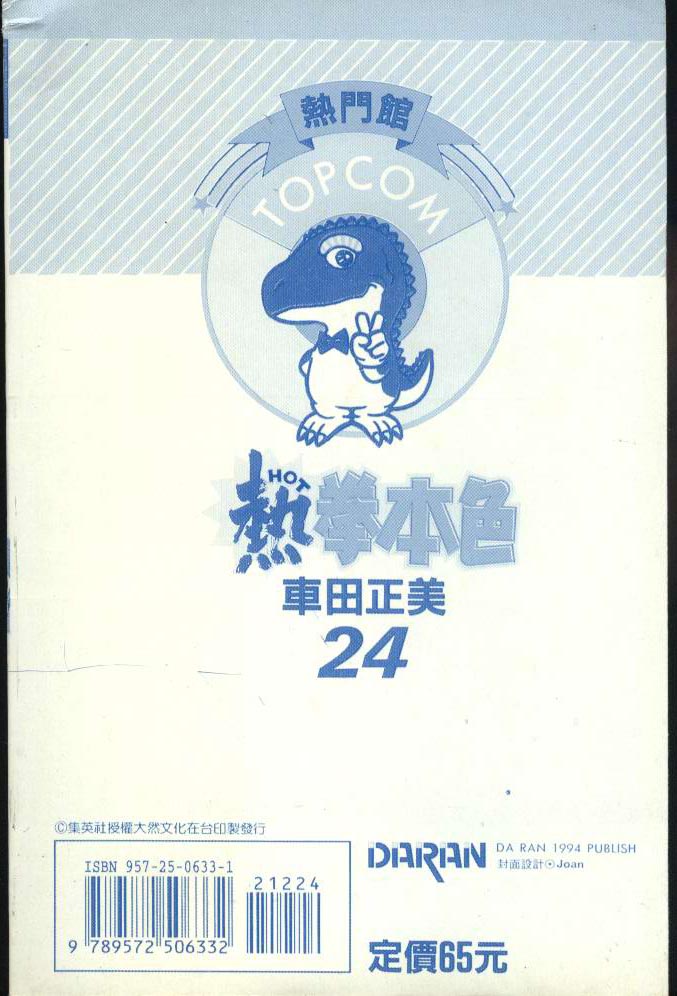 熱門館
TOPCOM
HOT
熱拳本色
車田正美
24
©集英社授權大然文化在台印製發行
ISBN 957-25-0633-1
21224
9 789572 506332
DARAN
DA RAN 1994 PUBLISH
封面設計⊙Joan
定價65元